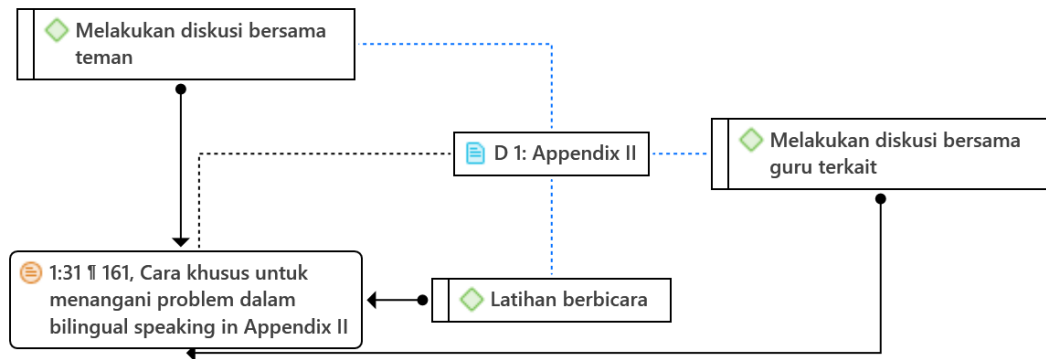 Melakukan diskusi bersama
teman
D 1: Appendix II
Melakukan diskusi bersama
guru terkait
1:31 ¶ 161, Cara khusus untuk
menangani problem dalam
bilingual speaking in Appendix II
Latihan berbicara